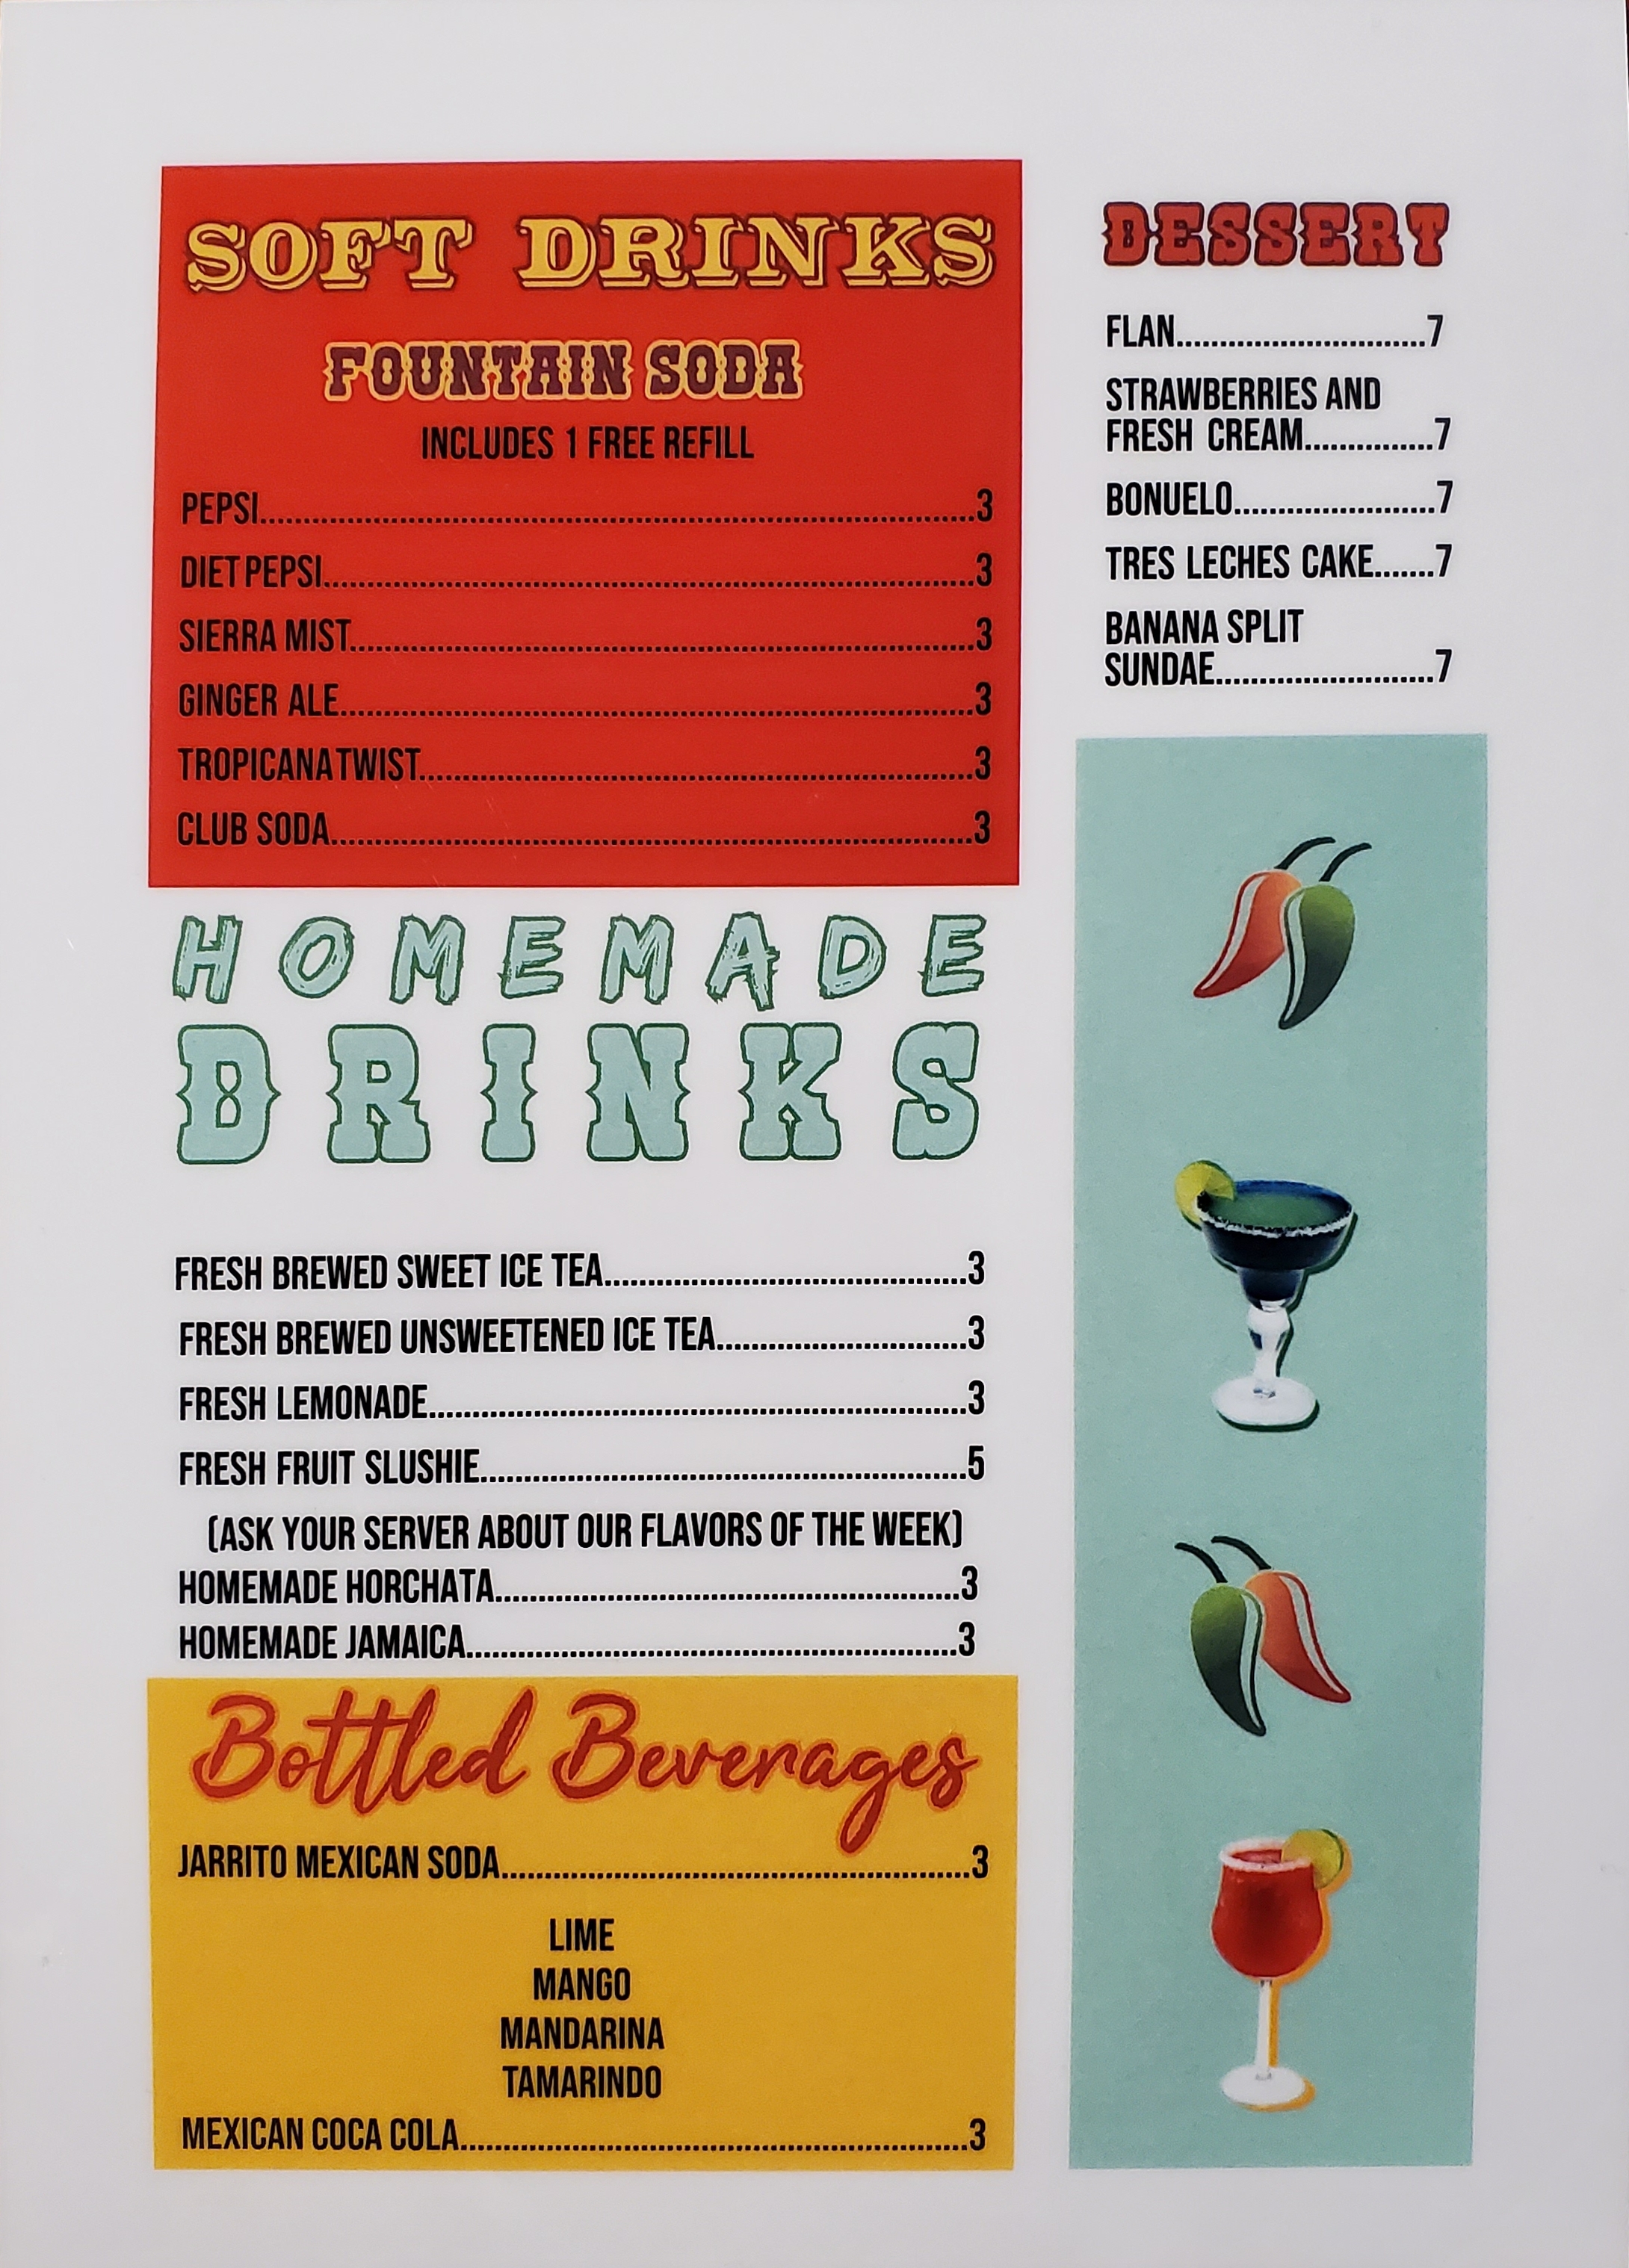 SOFT DRINKS
FOUNTAIN SODA
INCLUDES 1 FREE REFILL
PEPSI........................................................................3
DIET PEPSI........................................................................3
SIERRA MIST........................................................................3
GINGER ALE........................................................................3
TROPICANA TWIST........................................................................3
CLUB SODA........................................................................3
HOMEMADE
DRINKS
FRESH BREWED SWEET ICE TEA........................................3
FRESH BREWED UNSWEETENED ICE TEA..............................3
FRESH LEMONADE............................................................3
FRESH FRUIT SLUSHIE......................................................5
(ASK YOUR SERVER ABOUT OUR FLAVORS OF THE WEEK)
HOMEMADE HORCHATA....................................................3
HOMEMADE JAMAICA......................................................3
Bottled Beverages
JARRITO MEXICAN SODA....................................................3
LIME
MANGO
MANDARINA
TAMARINDO
MEXICAN COCA COLA........................................................3
DESSERT
FLAN............................7
STRAWBERRIES AND
FRESH CREAM..............7
BONUELO.......................7
TRES LECHES CAKE.......7
BANANA SPLIT
SUNDAE.........................7